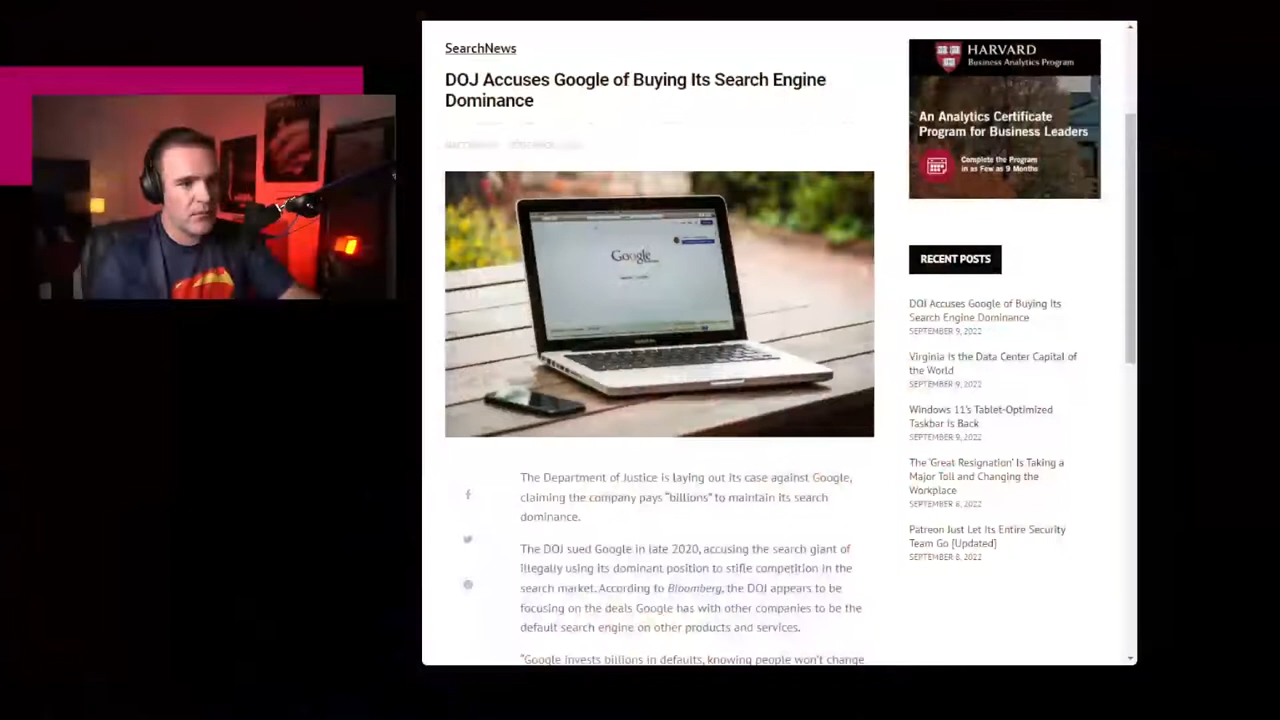 SearchNews
DOJ Accuses Google of Buying Its Search Engine
Dominance
Google
The Department of Justice is laying out its case against Google,
claiming the company pays “billions” to maintain its search
dominance.
The DOJ sued Google in late 2020, accusing the search giant of
illegally using its dominant position to stifle competition in the
search market. According to Bloomberg, the DOJ appears to be
focusing on the deals Google has with other companies to be the
default search engine on other products and services.
“Google invests billions in defaults, knowing people won’t change
HARVARD
Business Analytics Program
An Analytics Certificate
Program for Business Leaders
Complete the Program
in as Few as 9 Months
RECENT POSTS
DOJ Accuses Google of Buying Its
Search Engine Dominance
SEPTEMBER 9, 2022
Virginia Is the Data Center Capital of
the World
SEPTEMBER 9, 2022
Windows 11’s Tablet-Optimized
Taskbar Is Back
SEPTEMBER 9, 2022
The ‘Great Resignation’ Is Taking a
Major Toll and Changing the
Workplace
SEPTEMBER 8, 2022
Patreon Just Let Its Entire Security
Team Go [Updated]
SEPTEMBER 8, 2022